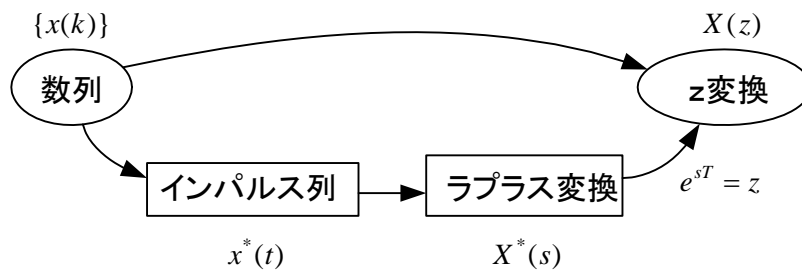 {x(k)}
X(z)
数列
z変換
インパルス列
ラプラス変換
e^{sT} = z
x^*(t)
X^*(s)